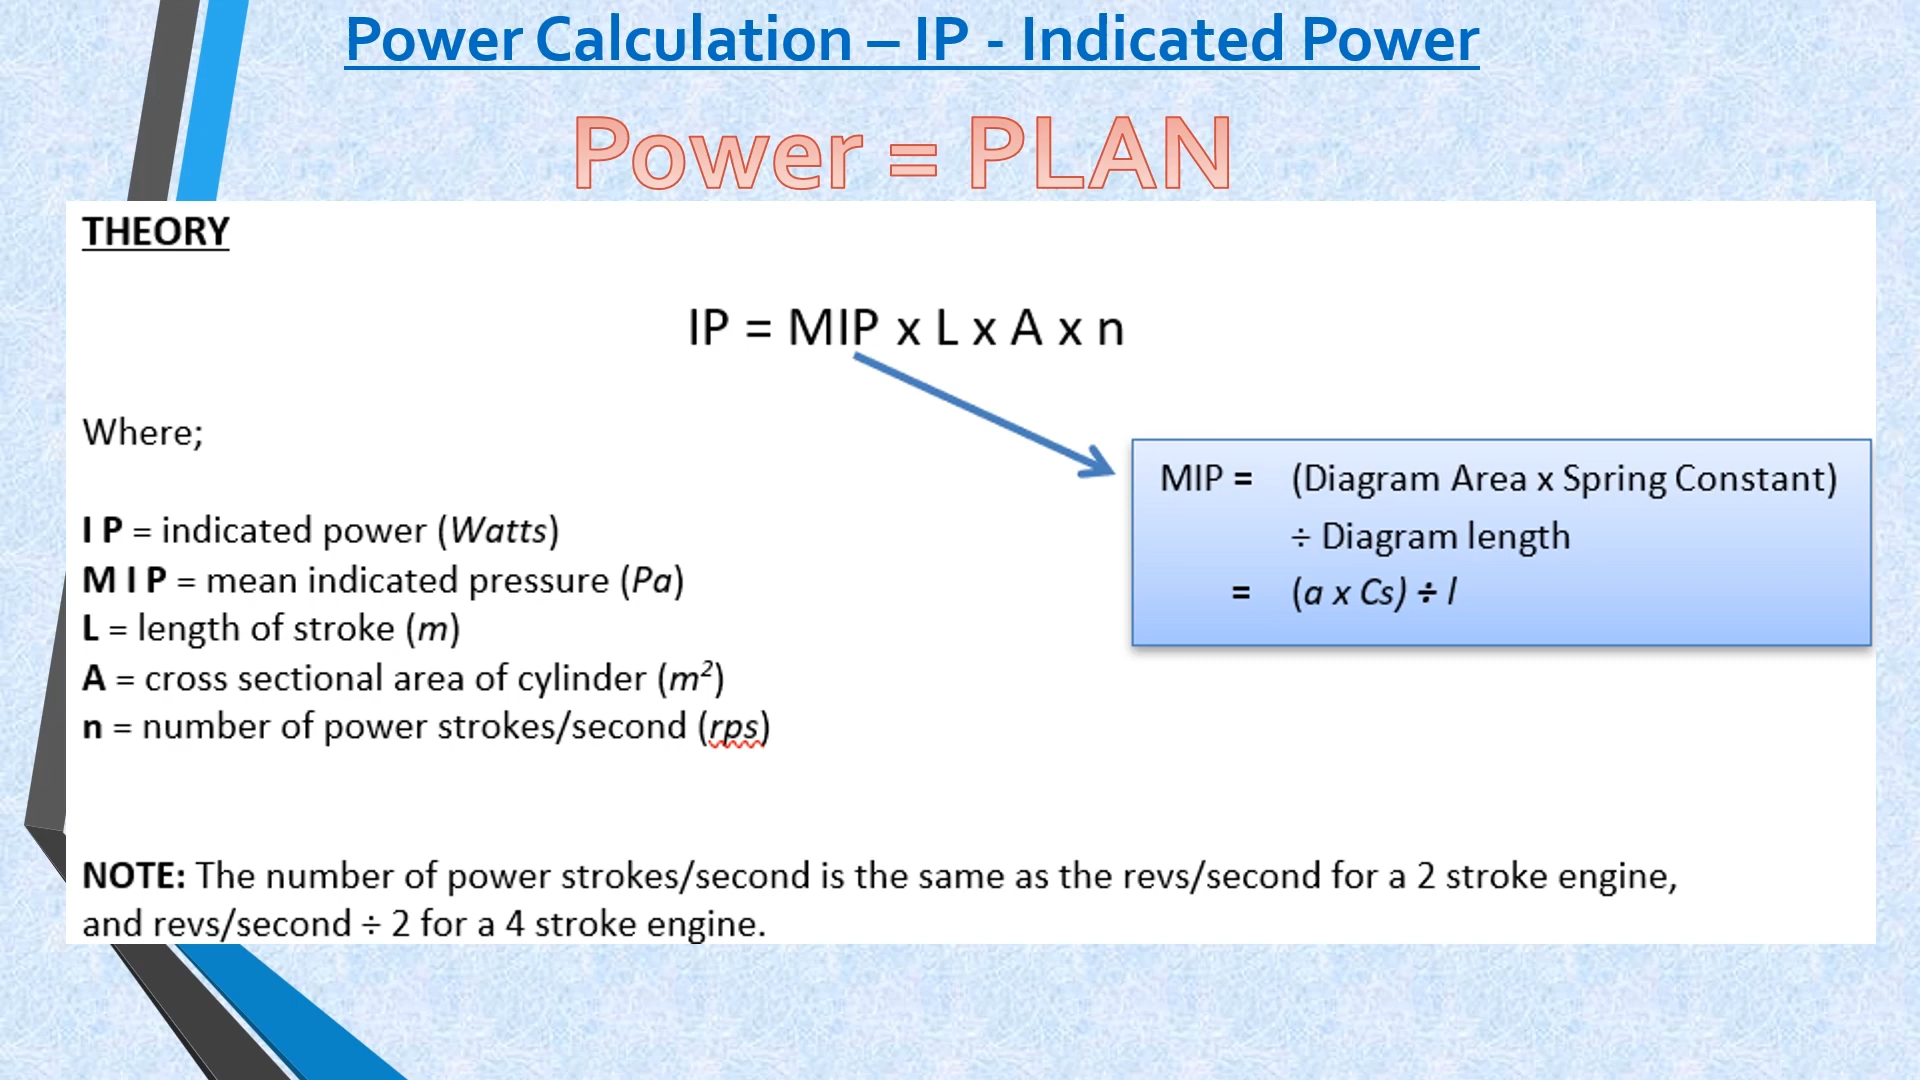 Power Calculation – IP - Indicated Power
Power = PLAN
THEORY
IP = MIP x L x A x n
Where;
I P = indicated power (Watts)
M I P = mean indicated pressure (Pa)
L = length of stroke (m)
A = cross sectional area of cylinder (m²)
n = number of power strokes/second (rps)
MIP = (Diagram Area x Spring Constant)
÷ Diagram length
= (a x Cs) ÷ l
NOTE: The number of power strokes/second is the same as the revs/second for a 2 stroke engine,
and revs/second ÷ 2 for a 4 stroke engine.